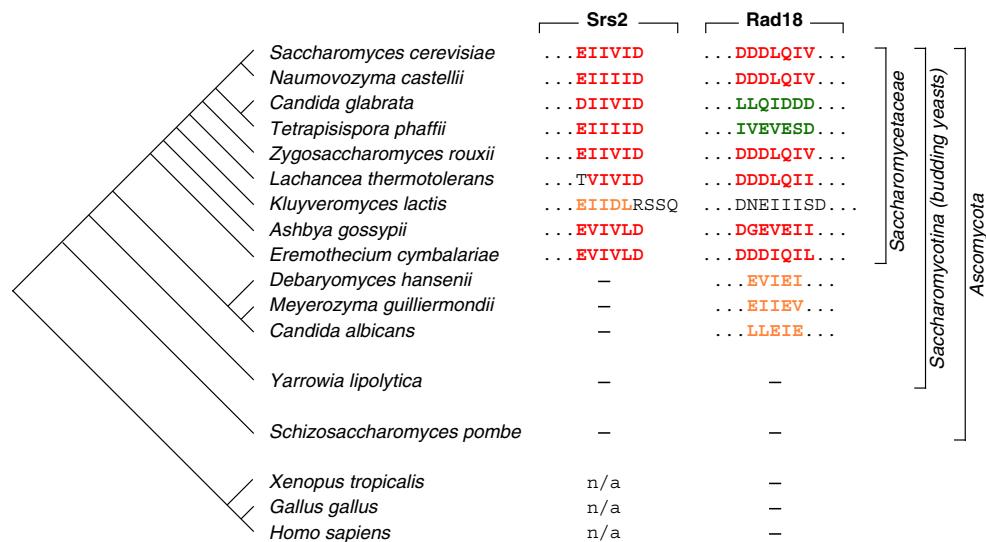 Srs2 Rad18
Saccharomyces cerevisiae ...EIIVID ...DDDLQIV...
Naumovozyma castellii ...EIIIID ...DDDLQIV...
Candida glabrata ...DIIVID ...LLQIDDD...
Tetrapisispora phaffii ...EIIIID ...IVEVESD...
Zygosaccharomyces rouxii ...EIIVID ...DDDLQIV...
Lachancea thermotolerans ...TVIVID ...DDDLQII...
Kluyveromyces lactis ...EIIDLRSSQ ...DNEIIISD...
Ashbya gossypii ...EVIVLD ...DGEVEII...
Eremothecium cymbalariae ...EVIVLD ...DDDIQIL...
Debaryomyces hansenii – ...EVIEI...
Meyerozyma guilliermondii – ...EIIEV...
Candida albicans – ...LLEIE...
Yarrowia lipolytica – –
Schizosaccharomyces pombe – –
Xenopus tropicalis n/a –
Gallus gallus n/a –
Homo sapiens n/a –
Saccharomycetaceae
Saccharomycotina (budding yeasts)
Ascomycota